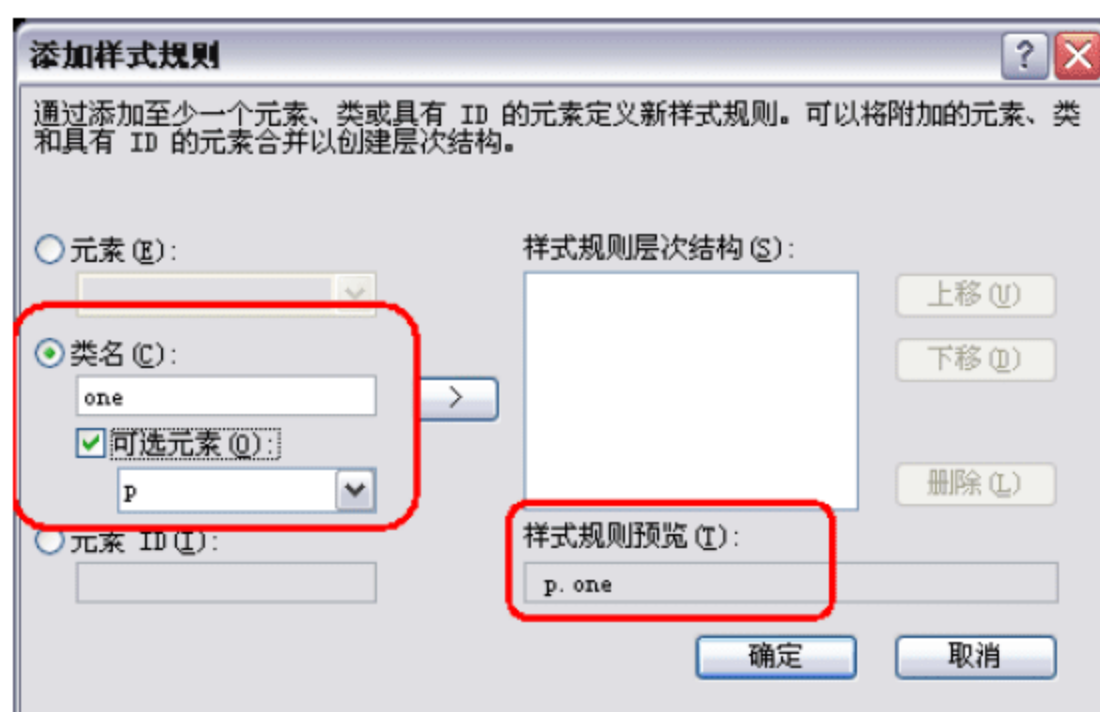 添加样式规则
通过添加至少一个元素、类或具有 ID 的元素定义新样式规则。可以将附加的元素、类
和具有 ID 的元素合并以创建层次结构。
元素(E):
样式规则层次结构(S):
上移(U)
类名(C):
下移(D)
one
>
可选元素(O):
p
删除(L)
元素 ID(I):
样式规则预览(T):
p.one
确定
取消